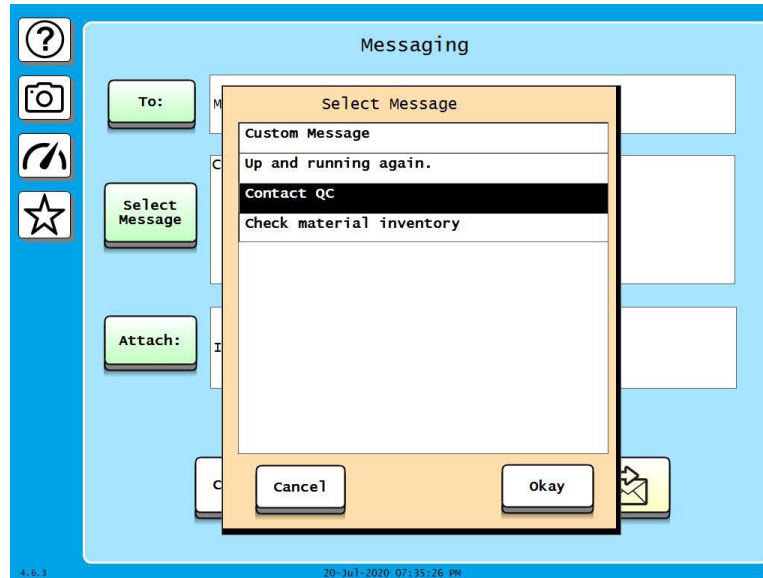 Messaging
To:
M
Select Message
Custom Message
C
Up and running again.
Contact QC
Select
Message
Check material inventory
Attach:
I
C
Cancel
Okay
4.6.3
20-Jul-2020 07:35:26 PM